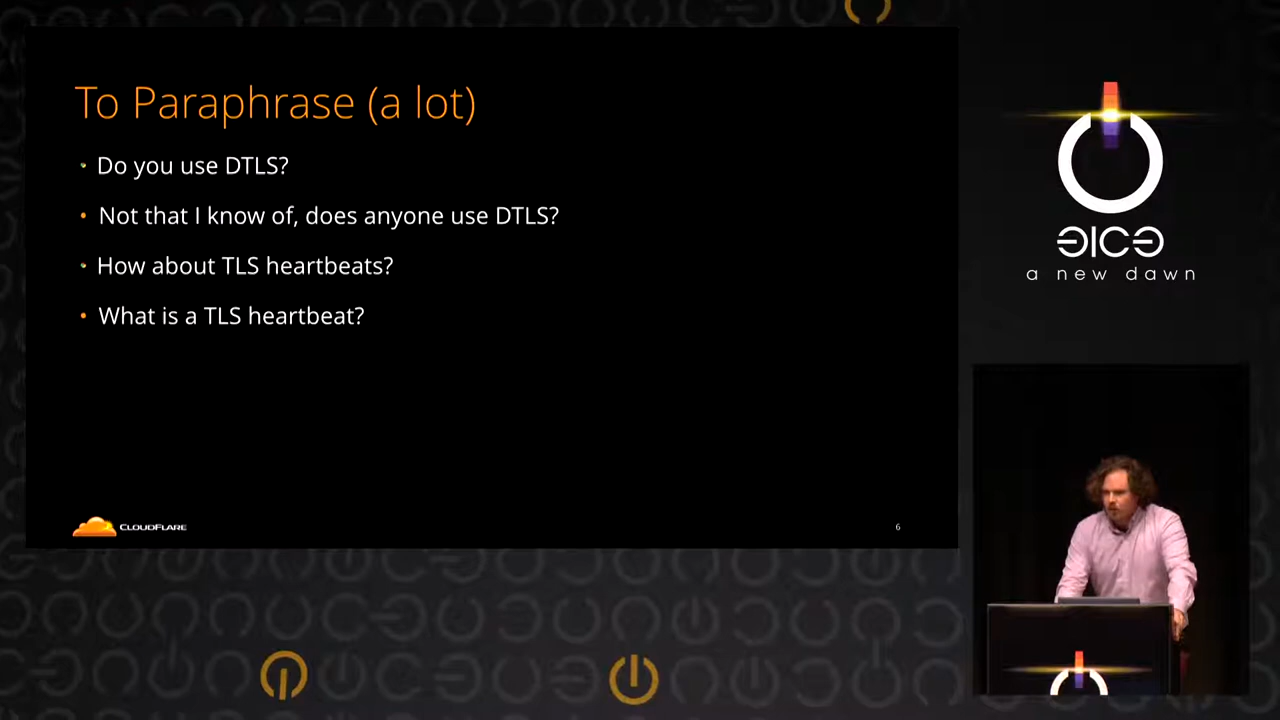 To Paraphrase (a lot)
Do you use DTLS?
Not that I know of, does anyone use DTLS?
How about TLS heartbeats?
What is a TLS heartbeat?
CLOUDFLARE
6
a new dawn